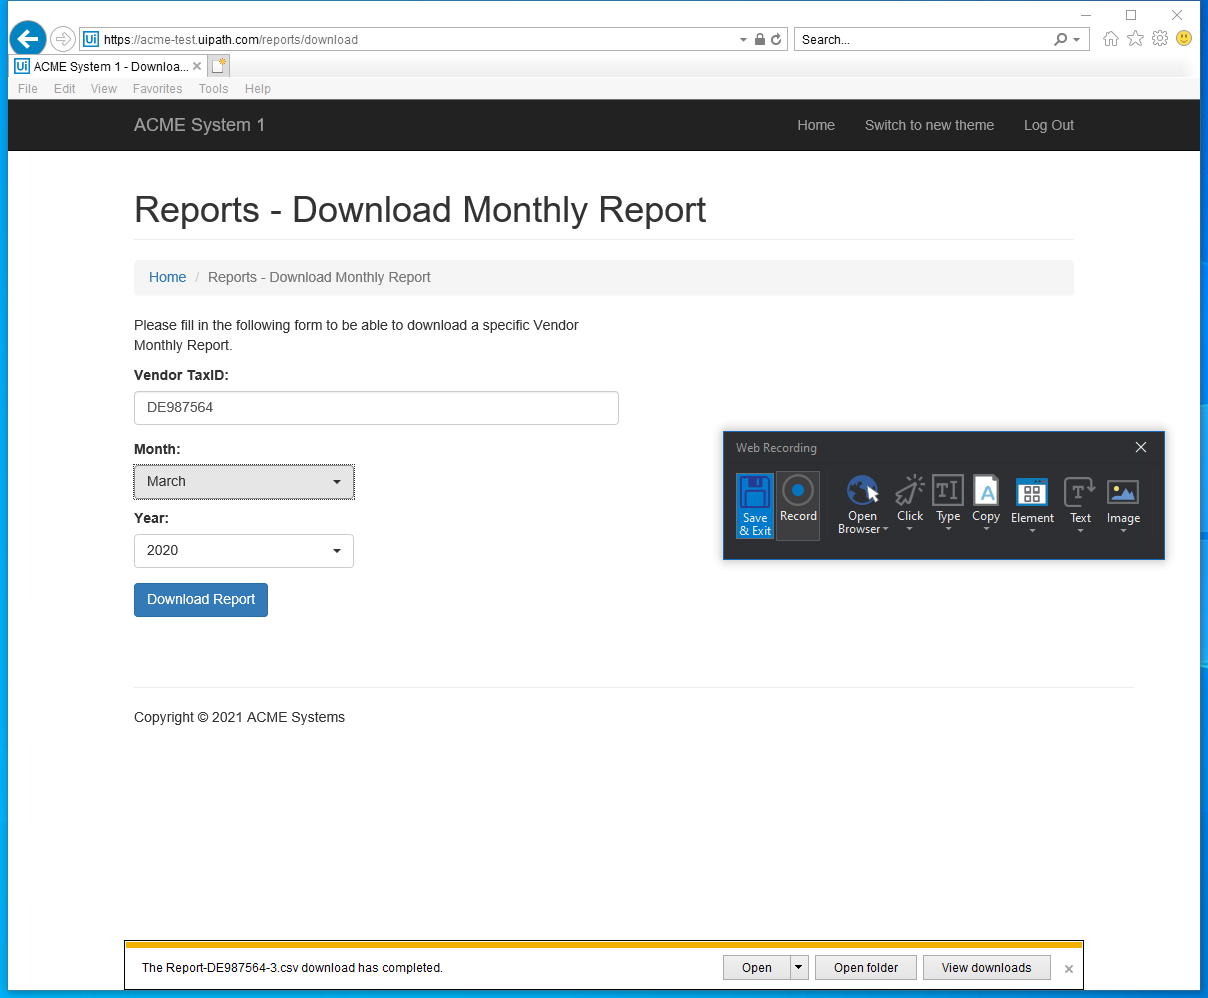 Ui https://acme-test.uipath.com/reports/download
Search...
Ui ACME System 1 - Downloa...
File Edit View Favorites Tools Help
ACME System 1
Home Switch to new theme Log Out
Reports - Download Monthly Report
Home / Reports - Download Monthly Report
Please fill in the following form to be able to download a specific Vendor
Monthly Report.
Vendor TaxID:
DE987564
Month:
March
Year:
2020
Download Report
Web Recording
Save
& Exit
Record
Open
Browser
Click
TI
Type
A
Copy
Element
T
Text
Image
Copyright © 2021 ACME Systems
The Report-DE987564-3.csv download has completed.
Open
Open folder
View downloads